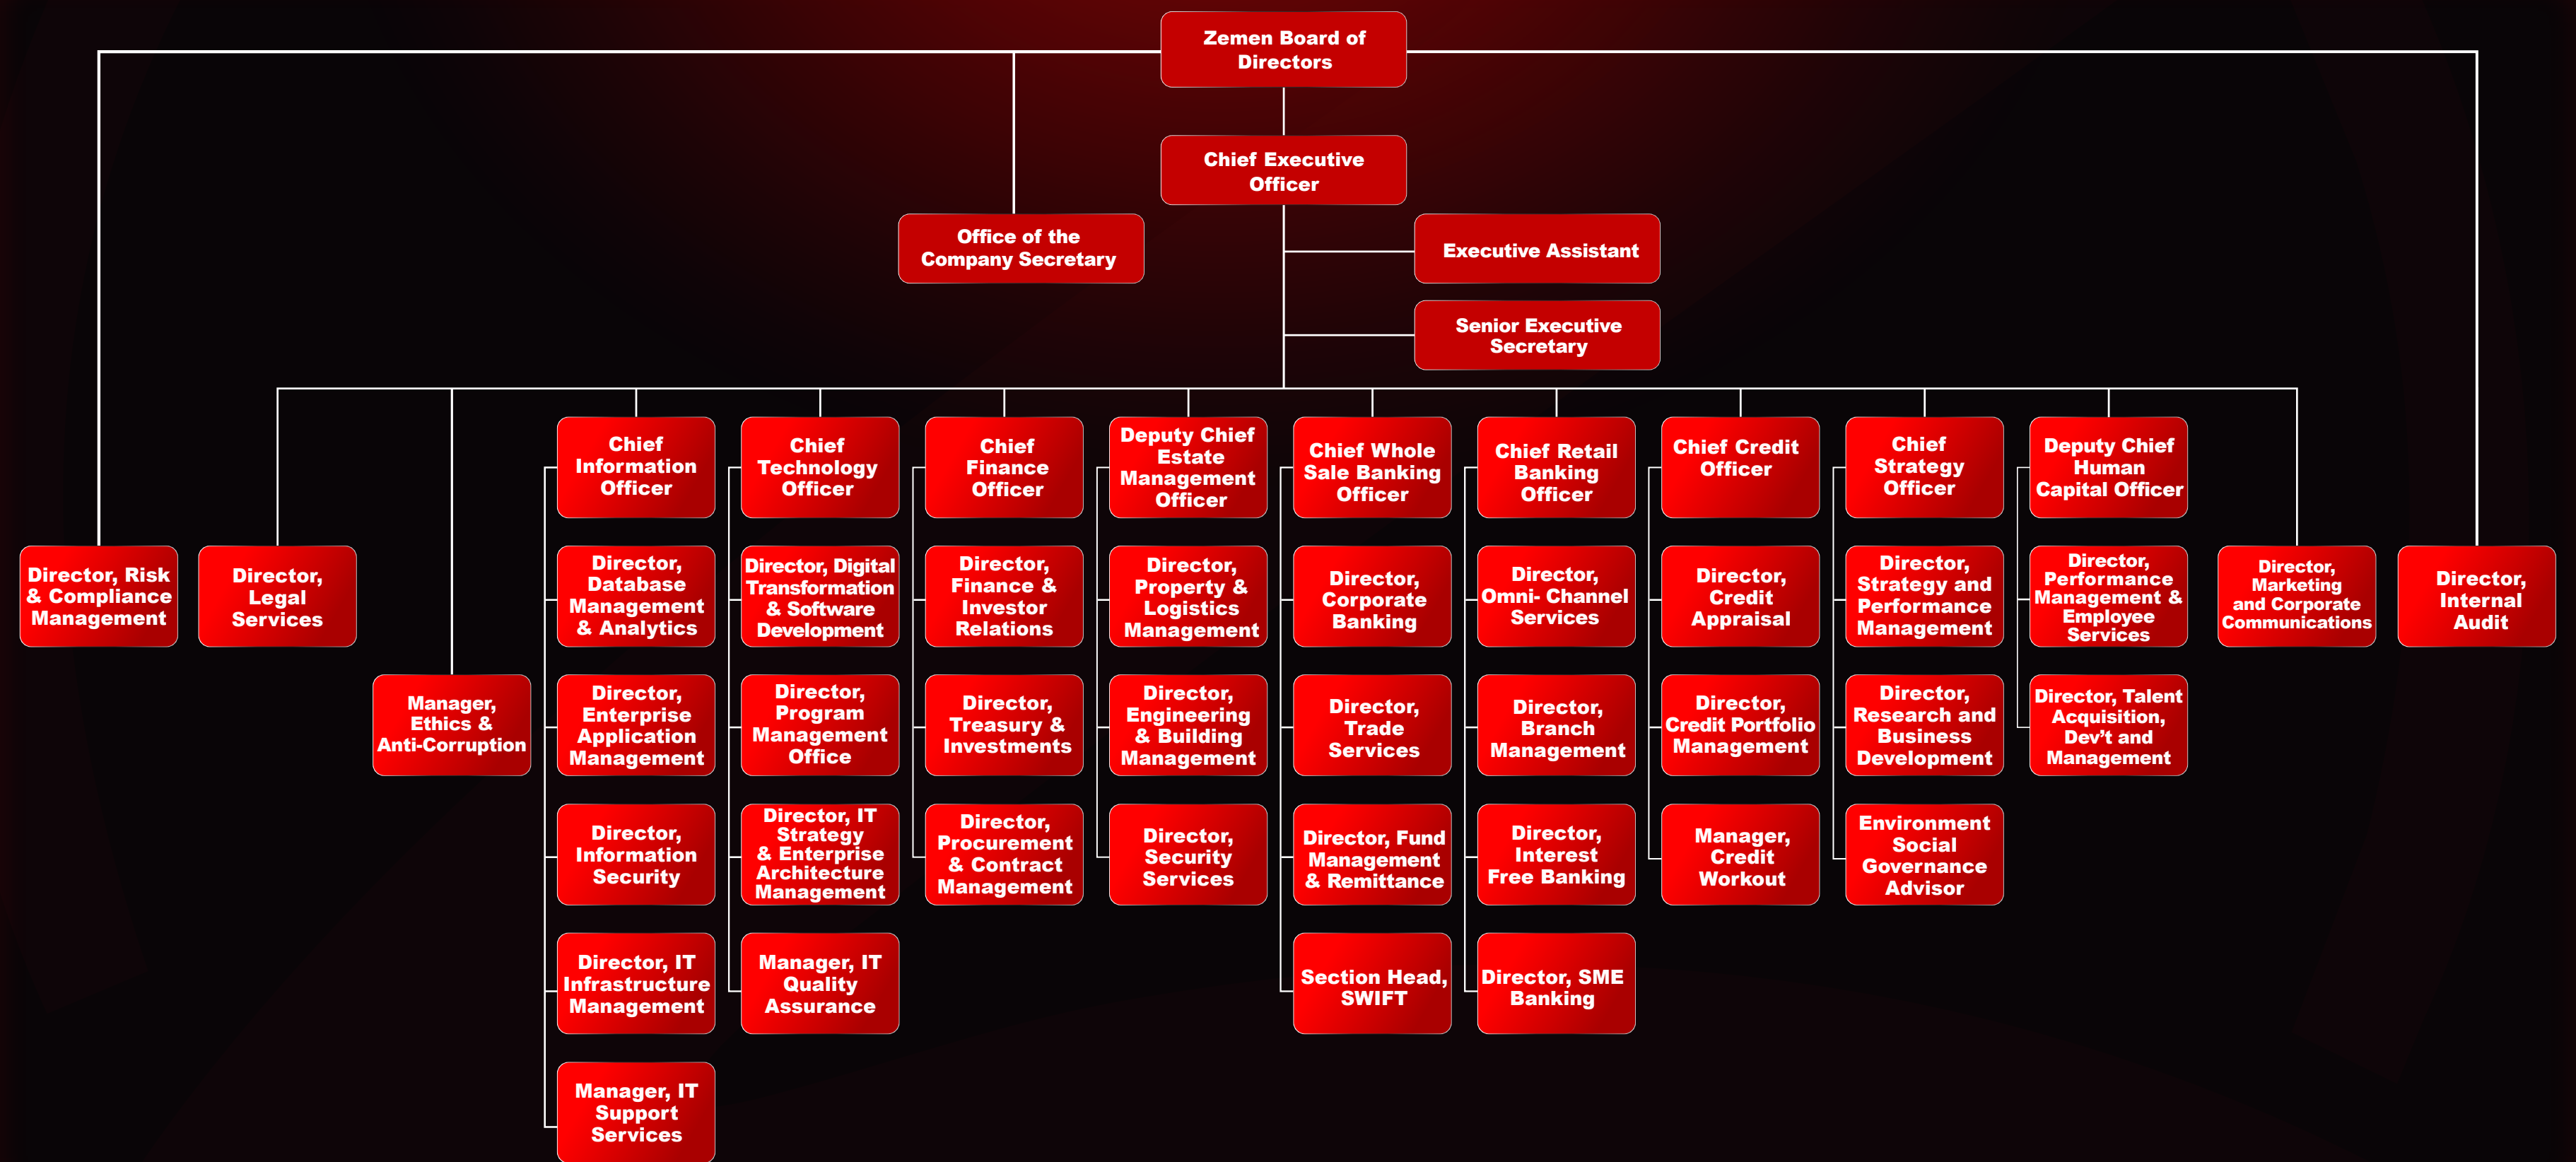 Zemen Board of
Directors
Chief Executive
Officer
Office of the
Company Secretary
Executive Assistant
Senior Executive
Secretary
Director, Risk
& Compliance
Management
Director,
Legal
Services
Manager,
Ethics &
Anti-Corruption
Chief
Information
Officer
Director,
Database
Management
& Analytics
Director,
Enterprise
Application
Management
Director,
Information
Security
Director, IT
Infrastructure
Management
Manager, IT
Support
Services
Chief
Technology
Officer
Director, Digital
Transformation
& Software
Development
Director,
Program
Management
Office
Director, IT
Strategy
& Enterprise
Architecture
Management
Manager, IT
Quality
Assurance
Chief
Finance
Officer
Director,
Finance &
Investor
Relations
Director,
Treasury &
Investments
Director,
Procurement
& Contract
Management
Deputy Chief
Estate
Management
Officer
Director,
Property &
Logistics
Management
Director,
Engineering
& Building
Management
Director,
Security
Services
Chief Whole
Sale Banking
Officer
Director,
Corporate
Banking
Director,
Trade
Services
Director, Fund
Management
& Remittance
Section Head,
SWIFT
Chief Retail
Banking
Officer
Director,
Omni- Channel
Services
Director,
Branch
Management
Director,
Interest
Free Banking
Director, SME
Banking
Chief Credit
Officer
Director,
Credit
Appraisal
Director,
Credit Portfolio
Management
Manager,
Credit
Workout
Chief
Strategy
Officer
Director,
Strategy and
Performance
Management
Director,
Research and
Business
Development
Environment
Social
Governance
Advisor
Deputy Chief
Human
Capital Officer
Director,
Performance
Management &
Employee
Services
Director, Talent
Acquisition,
Dev’t and
Management
Director,
Marketing
and Corporate
Communications
Director,
Internal
Audit